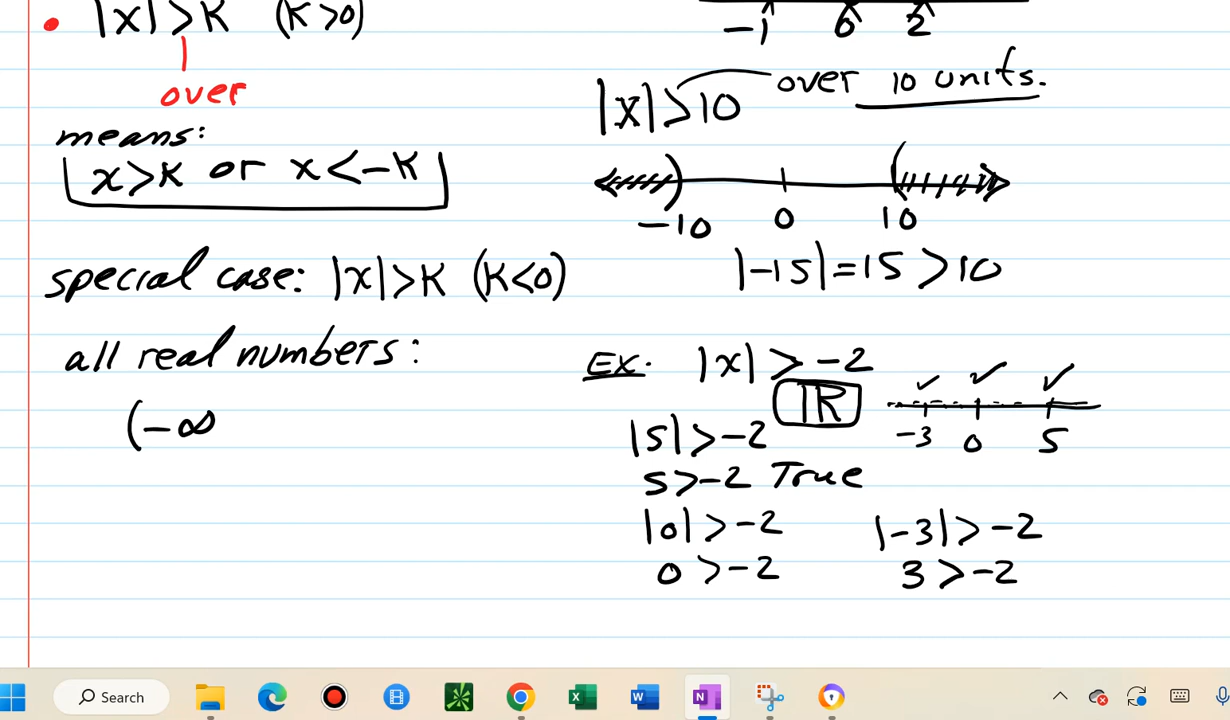 • |x| > K (K>0)
over
means:
x>K or x<-K
special case: |x|>K (K<0)
all real numbers:
(-∞
-1 0 2
|x|>10 over 10 units.
-10 0 10
|-15|=15 >10
EX. |x| > -2
ℝ
-3 0 5
|5|>-2
5>-2 True
|0|>-2 |-3|>-2
0>-2 3>-2
Search